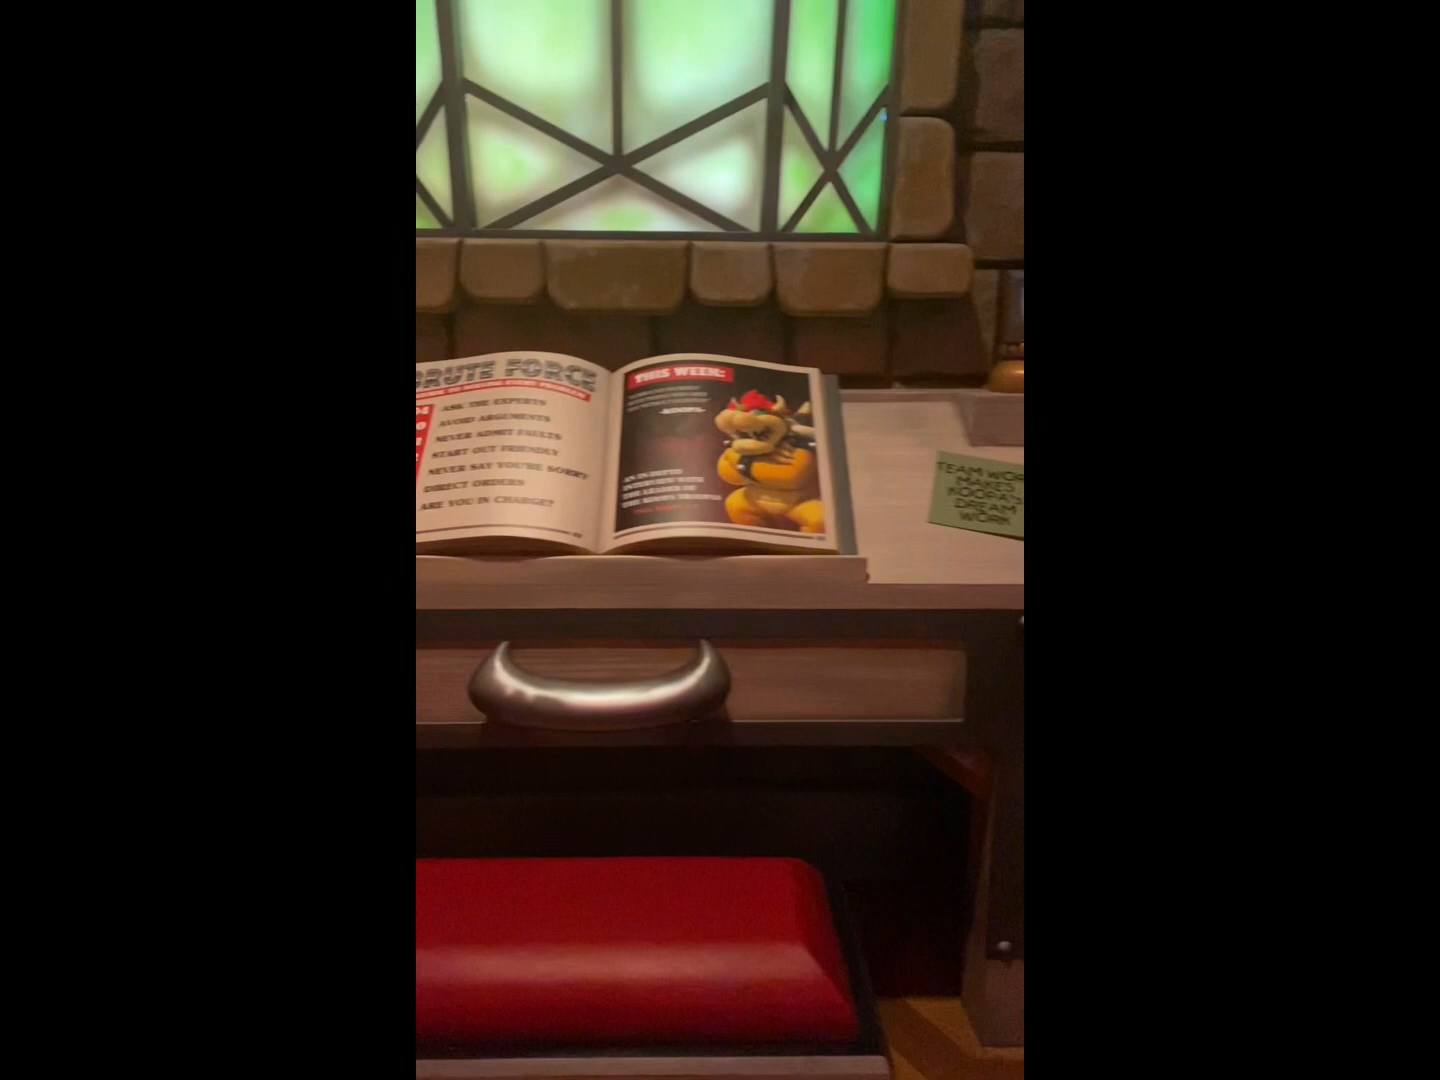 BRUTE FORCE
ASK THE EXPERTS
AVOID ARGUMENTS
NEVER ADMIT FAULTS
START OUT FRIENDLY
NEVER SAY YOU'RE SORRY
DIRECT ORDERS
ARE YOU IN CHARGE?
THIS WEEK:
-KOOPA-
AN IN DEPTH
INTERVIEW WITH
THE LEADER OF
THE KOOPA TROOPS!
TEAM WOR
MAKES
KOOPA'S
DREAM
WORK